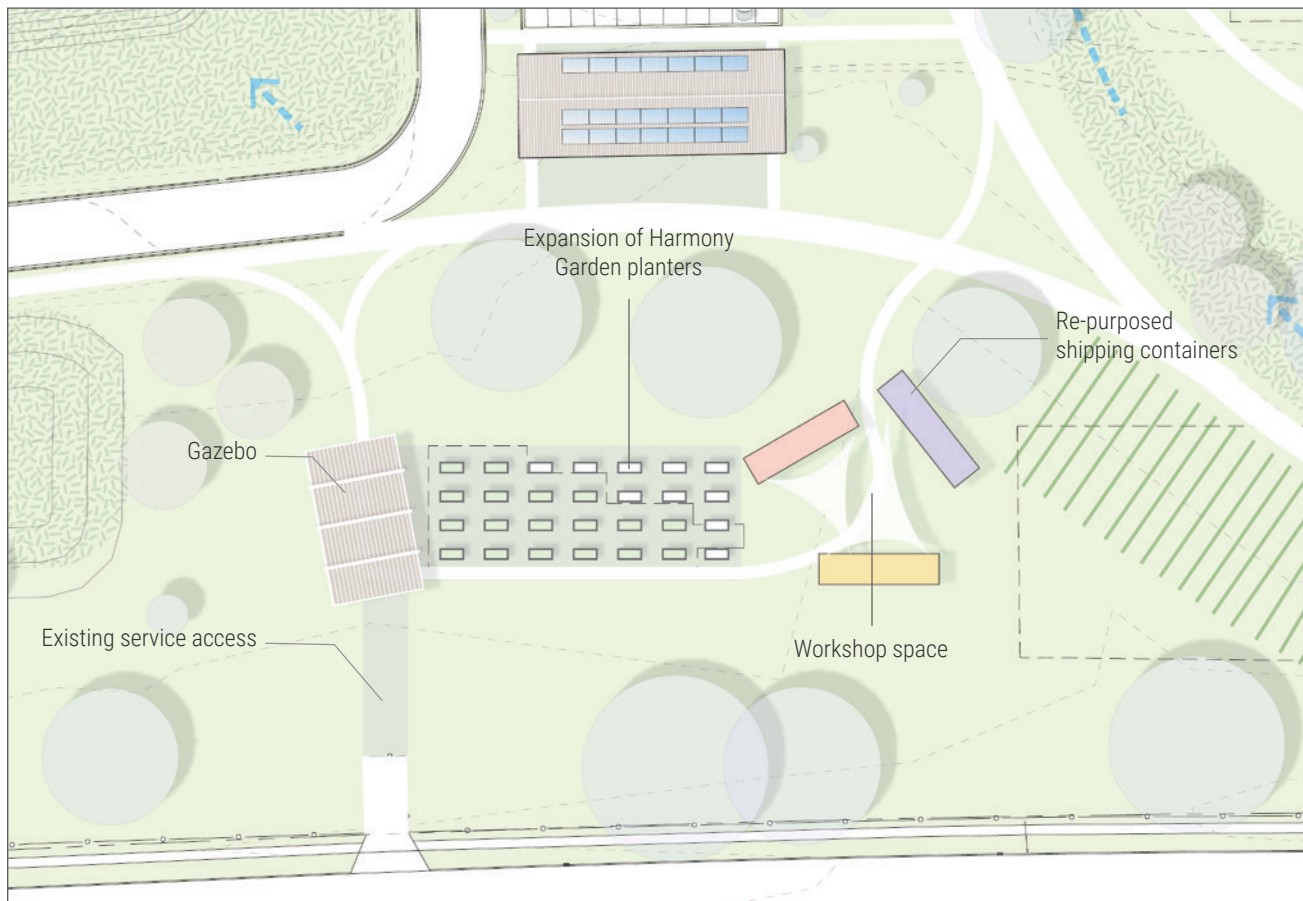 Expansion of Harmony
Garden planters
Re-purposed
shipping containers
Gazebo
Existing service access
Workshop space